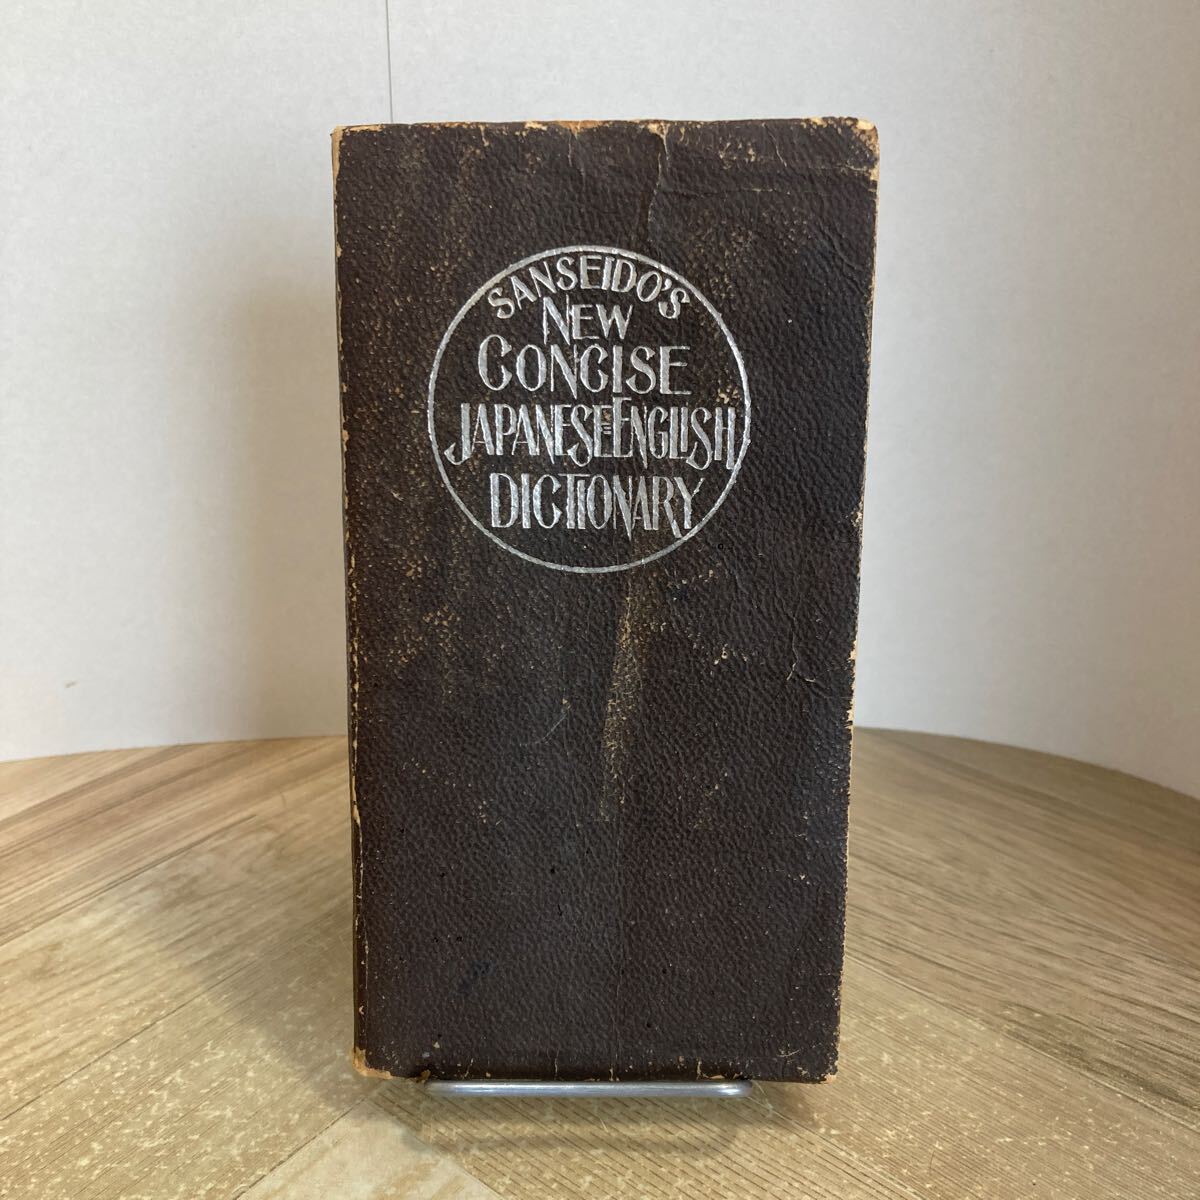 SANSEIDO'S
NEW
CONCISE
JAPANESE=ENGLISH
DICTIONARY